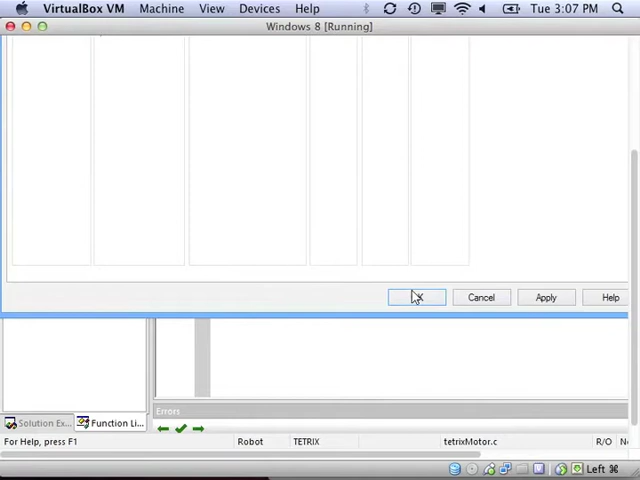 VirtualBox VM Machine View Devices Help Tue 3:07 PM
Windows 8 [Running]
Cancel Apply Help
Solution Ex... Function Li...
Errors
For Help, press F1 Robot TETRIX tetrixMotor.c R/O
Left ⌘